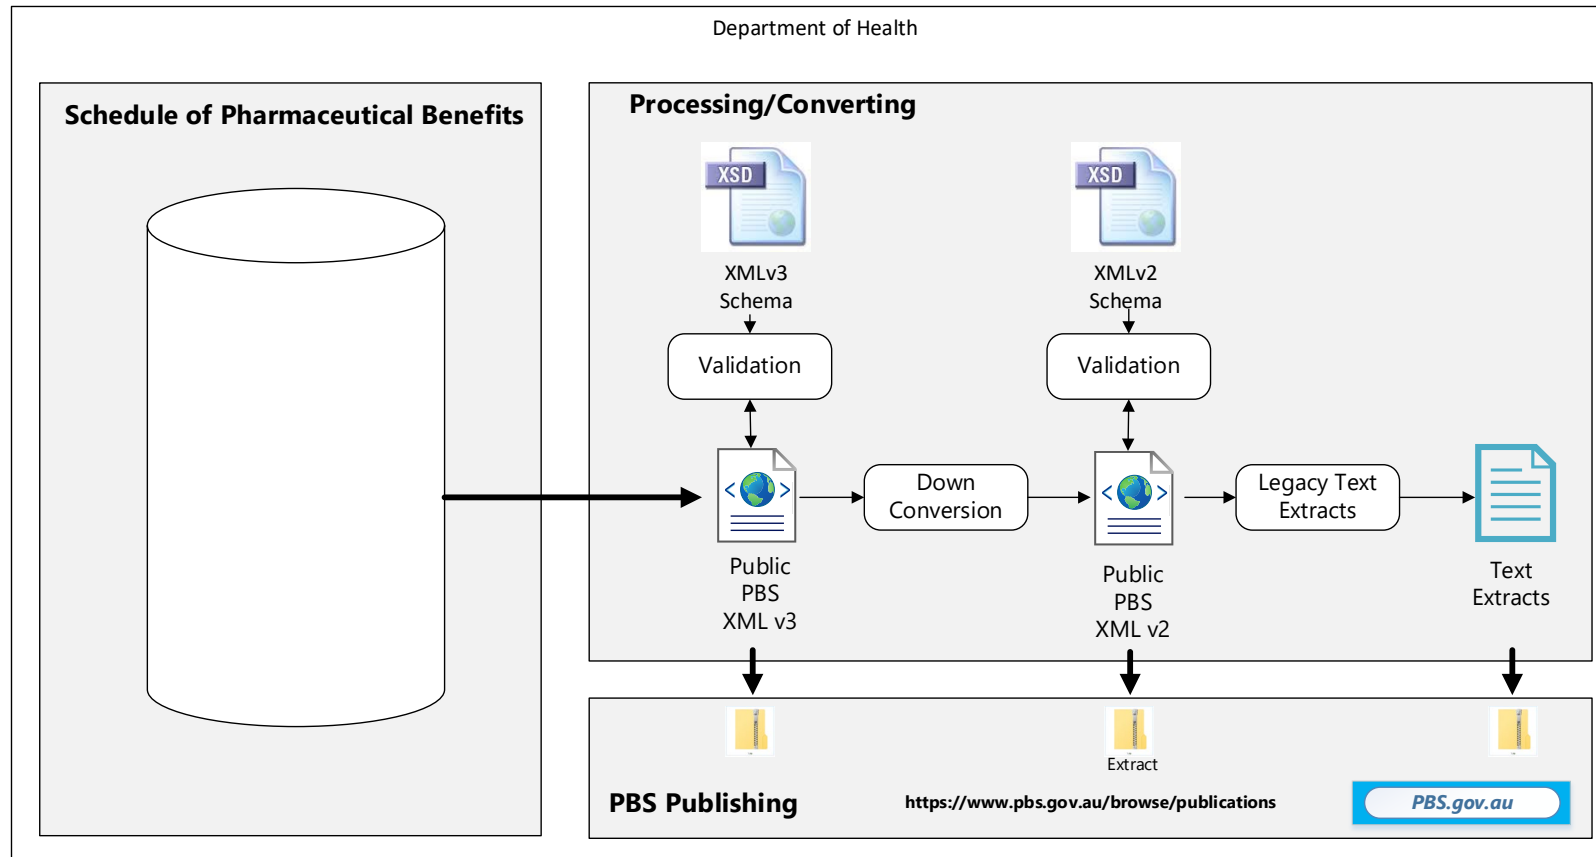 Department of Health
Schedule of Pharmaceutical Benefits
Processing/Converting
XSD
XSD
XMLv3
Schema
XMLv2
Schema
Validation
Validation
< >
< >
Down
Conversion
Legacy Text
Extracts
Public
PBS
XML v3
Public
PBS
XML v2
Text
Extracts
Extract
PBS Publishing
https://www.pbs.gov.au/browse/publications
PBS.gov.au